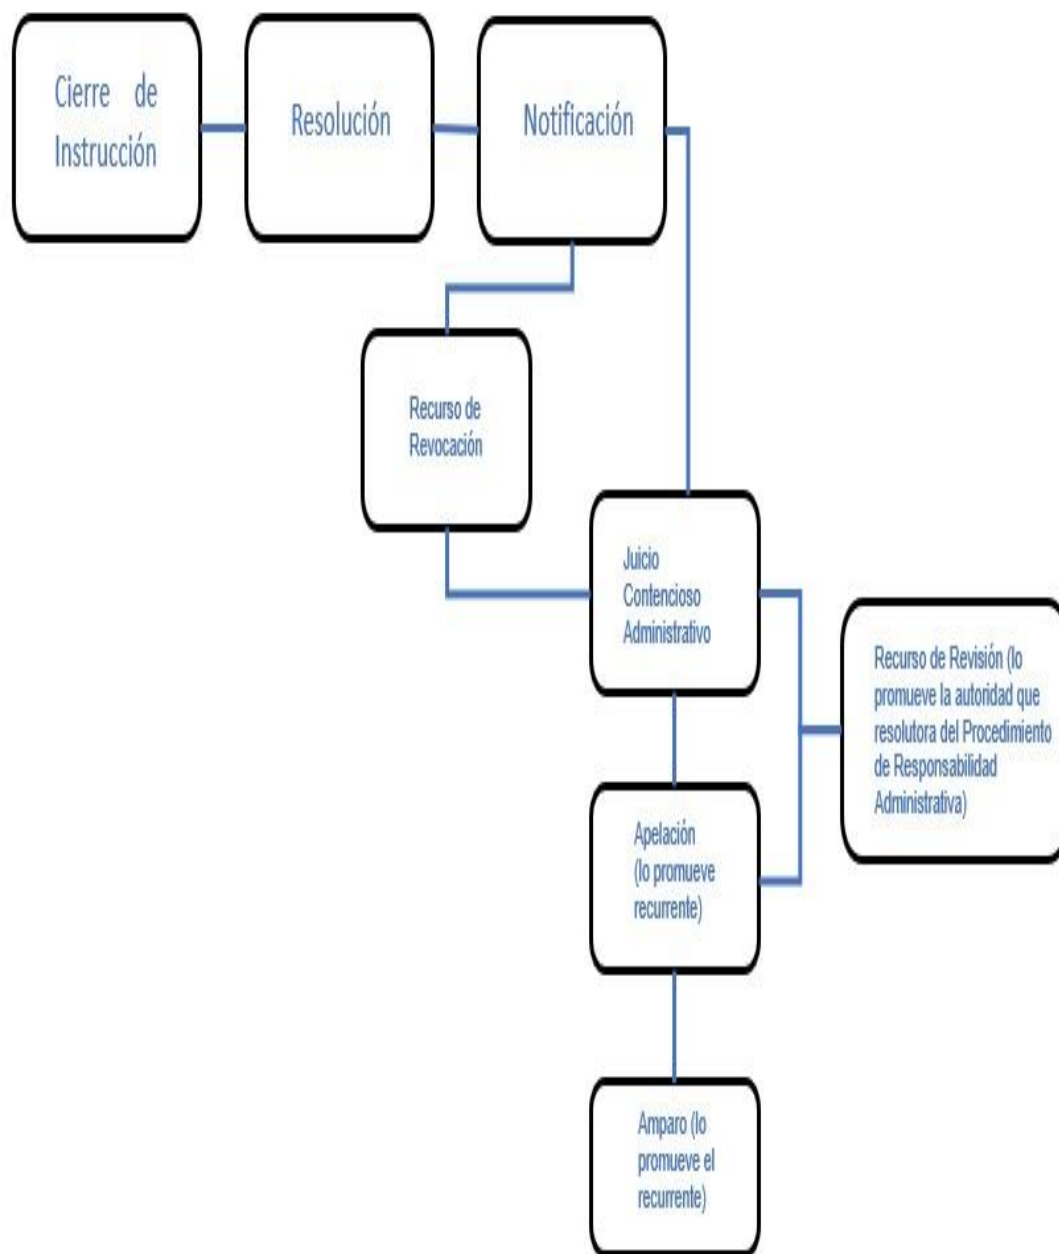 Cierre de
Instrucción
Resolución
Notificación
Recurso de
Revocación
Juicio
Contencioso
Administrativo
Recurso de Revisión (lo
promueve la autoridad que
resolutora del Procedimiento
de Responsabilidad
Administrativa)
Apelación
(lo promueve
recurrente)
Amparo (lo
promueve el
recurrente)